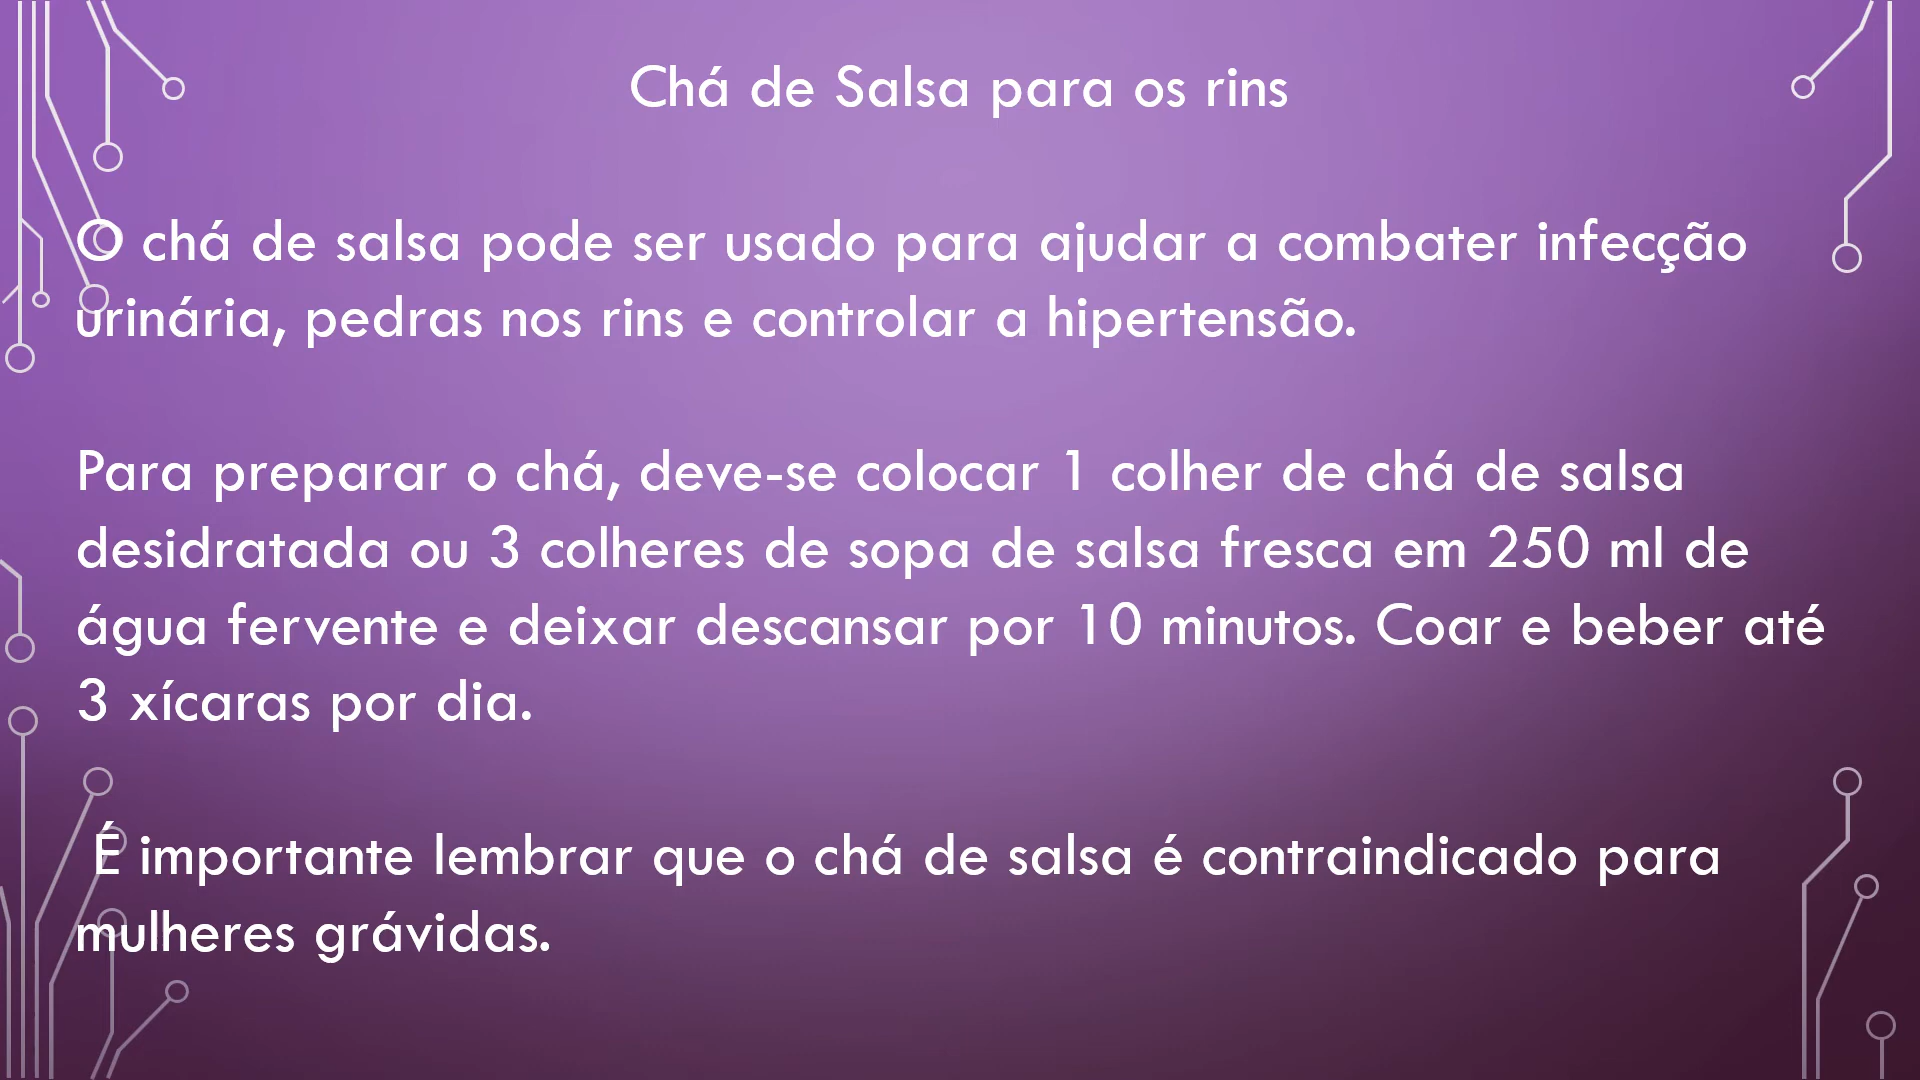 Chá de Salsa para os rins
O chá de salsa pode ser usado para ajudar a combater infecção
urinária, pedras nos rins e controlar a hipertensão.
Para preparar o chá, deve-se colocar 1 colher de chá de salsa
desidratada ou 3 colheres de sopa de salsa fresca em 250 ml de
água fervente e deixar descansar por 10 minutos. Coar e beber até
3 xícaras por dia.
É importante lembrar que o chá de salsa é contraindicado para
mulheres grávidas.